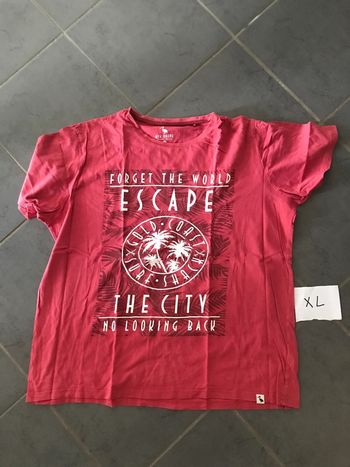 FORGET THE WORLD
ESCAPE
GOLD COAST
SURF SHACK
THE CITY
NO LOOKING BACK
XL